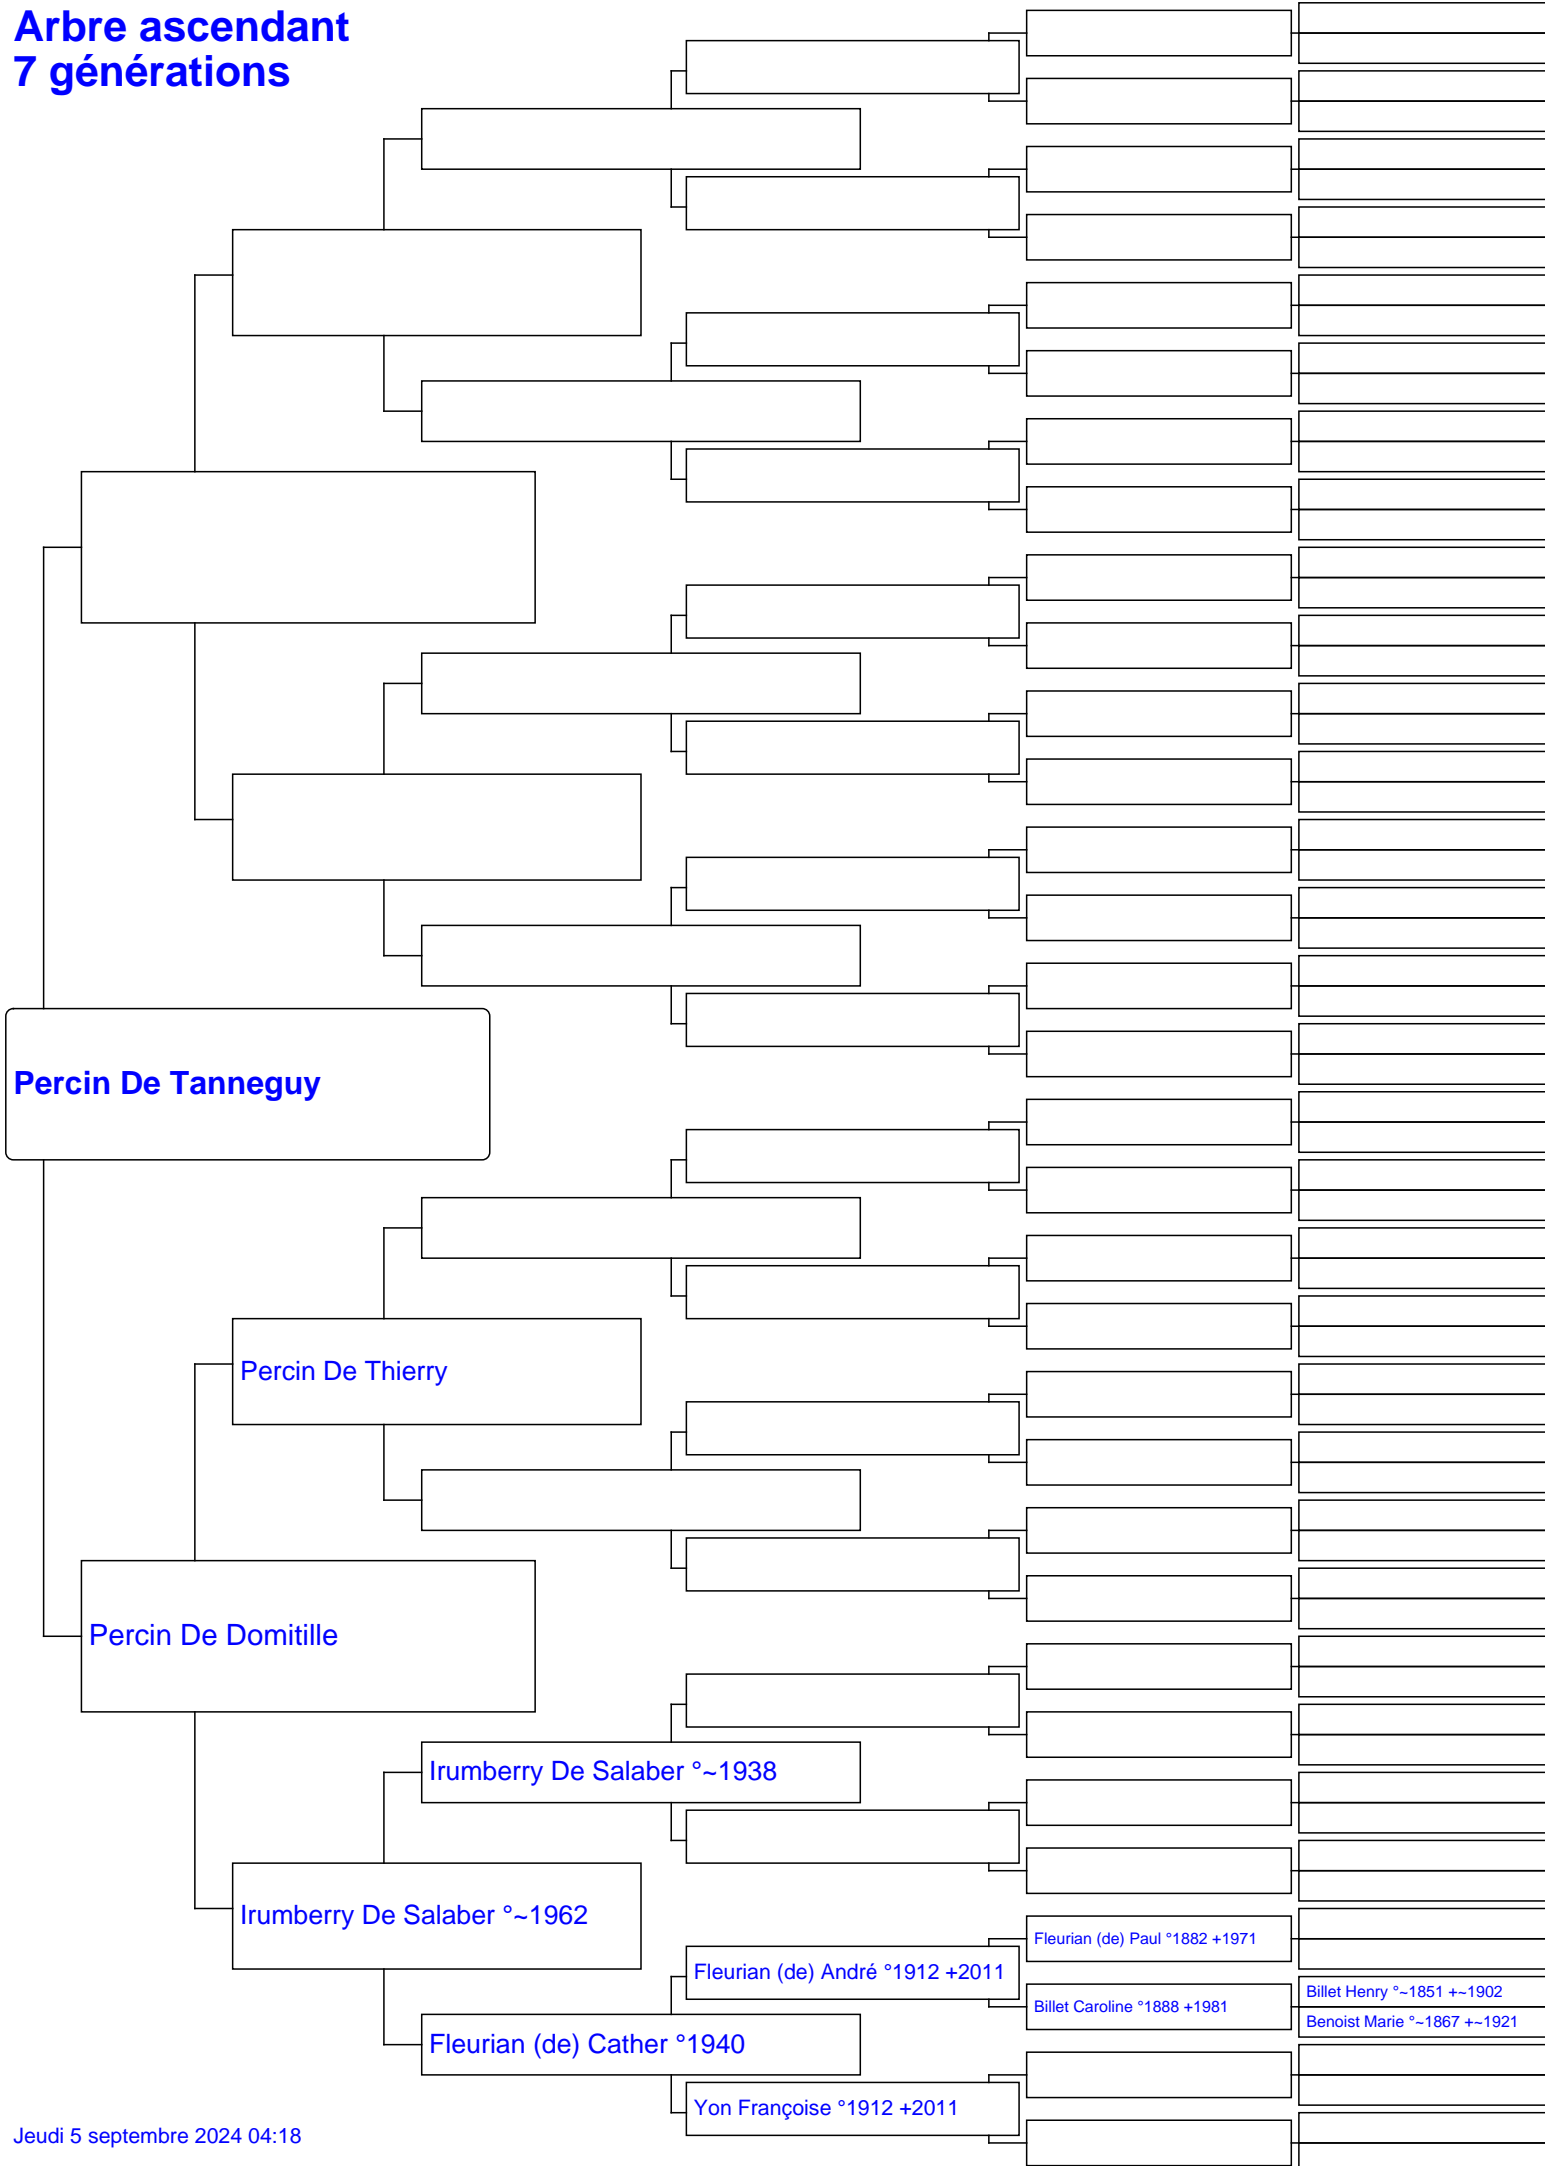 Arbre ascendant
7 générations
Percin De Tanneguy
Percin De Thierry
Percin De Domitille
Irumberry De Salaber °~1938
Irumberry De Salaber °~1962
Fleurian (de) Paul °1882 +1971
Fleurian (de) André °1912 +2011
Billet Henry °~1851 +~1902
Billet Caroline °1888 +1981
Benoist Marie °~1867 +~1921
Fleurian (de) Cather °1940
Yon Françoise °1912 +2011
Jeudi 5 septembre 2024 04:18